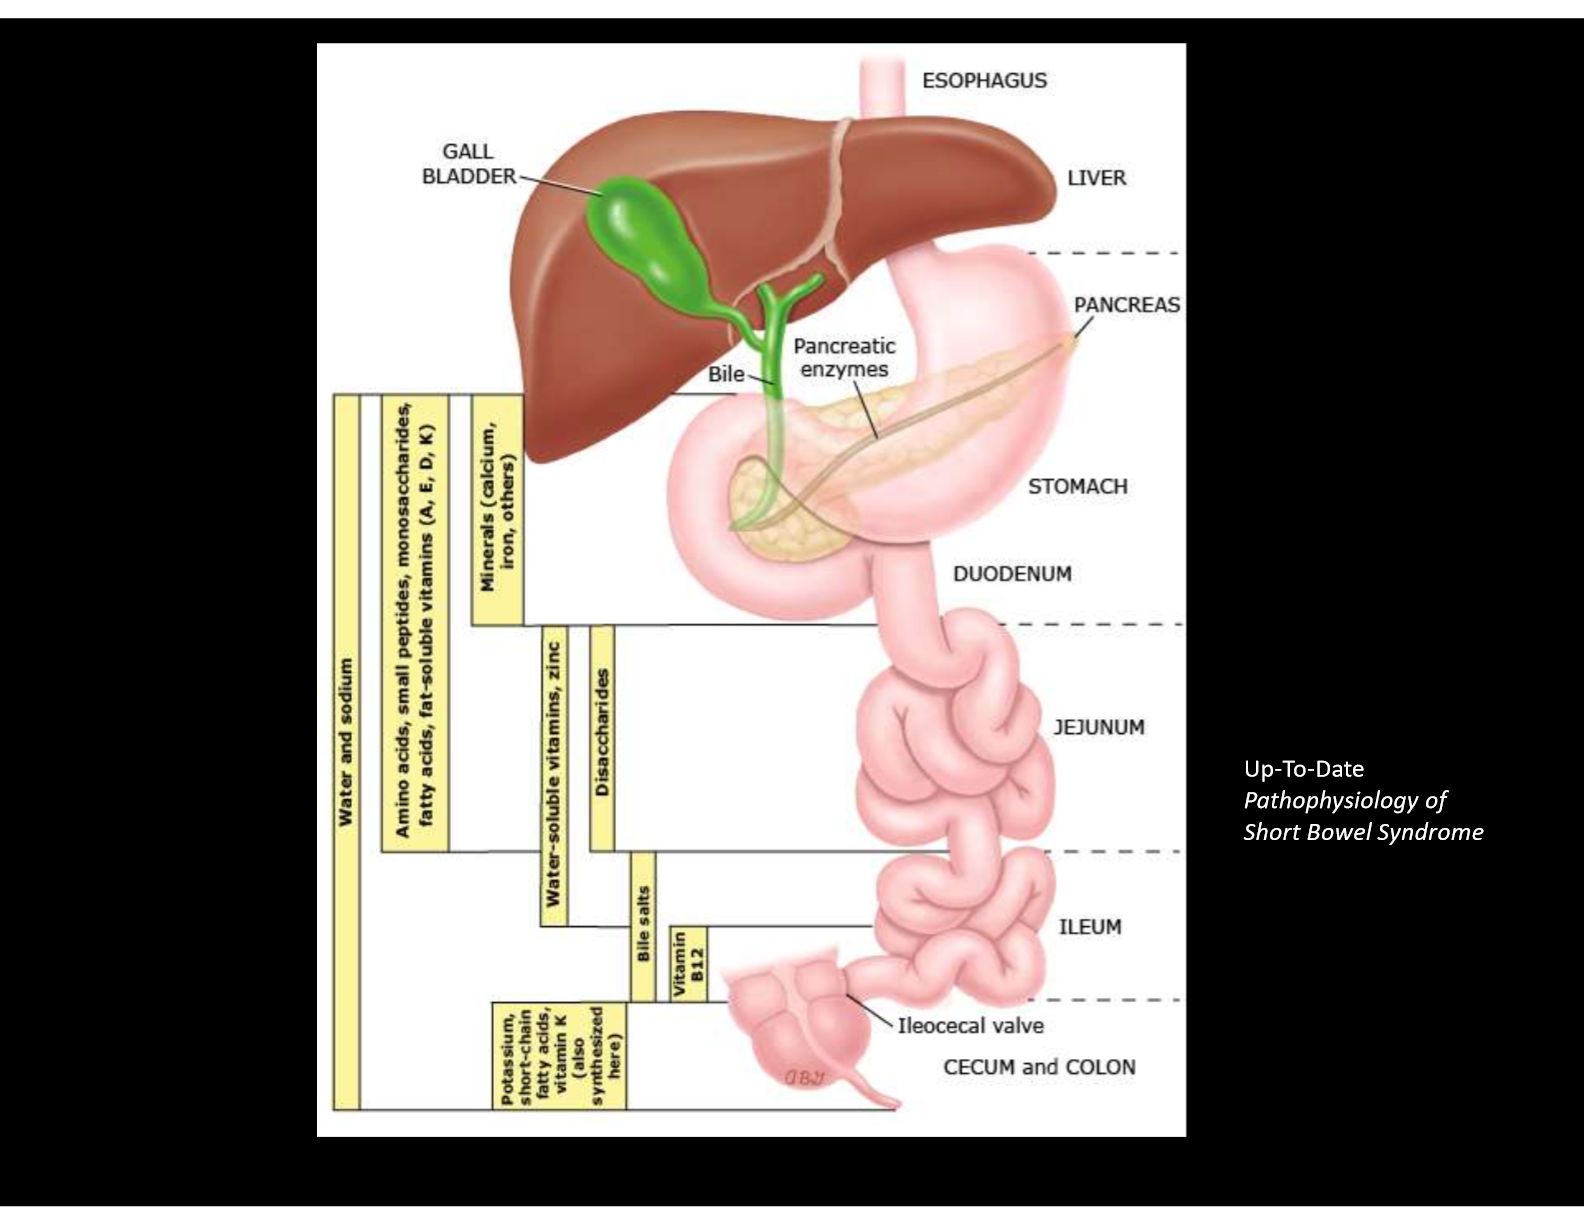 ESOPHAGUS
GALL
BLADDER
LIVER
PANCREAS
Pancreatic
enzymes
Bile
STOMACH
DUODENUM
JEJUNUM
ILEUM
Ileocecal valve
CECUM and COLON
Water and sodium
Amino acids, small peptides, monosaccharides,
fatty acids, fat-soluble vitamins (A, E, D, K)
Minerals (calcium,
iron, others)
Water-soluble vitamins, zinc
Disaccharides
Bile salts
Vitamin
B12
Potassium,
short-chain
fatty acids,
vitamin K
(also
synthesized
here)
Up-To-Date
Pathophysiology of
Short Bowel Syndrome